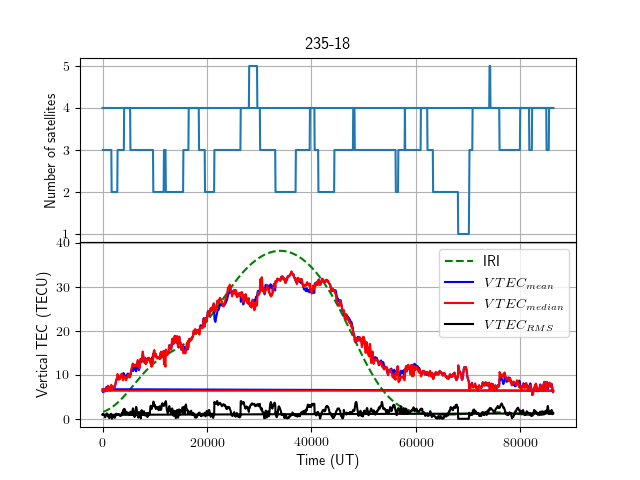 235-18
Number of satellites
5
4
3
2
1
Vertical TEC (TECU)
40
30
20
10
0
IRI
VTEC_mean
VTEC_median
VTEC_RMS
0 20000 40000 60000 80000
Time (UT)